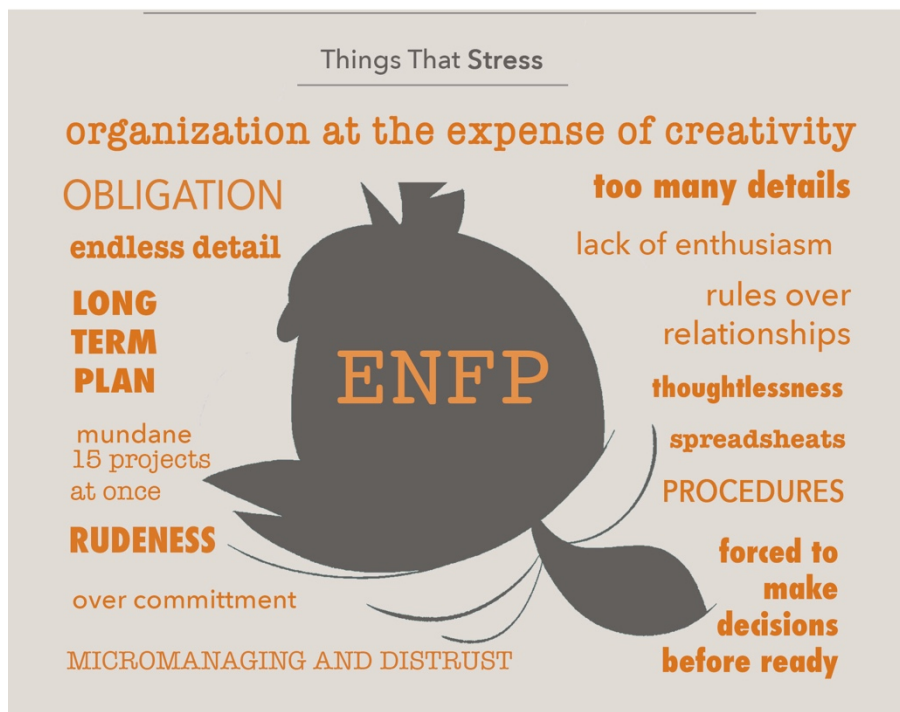 Things That Stress
organization at the expense of creativity
OBLIGATION
endless detail
LONG
TERM
PLAN
mundane
15 projects
at once
RUDENESS
over committment
MICROMANAGING AND DISTRUST
ENFP
too many details
lack of enthusiasm
rules over
relationships
thoughtlessness
spreadsheats
PROCEDURES
forced to
make
decisions
before ready